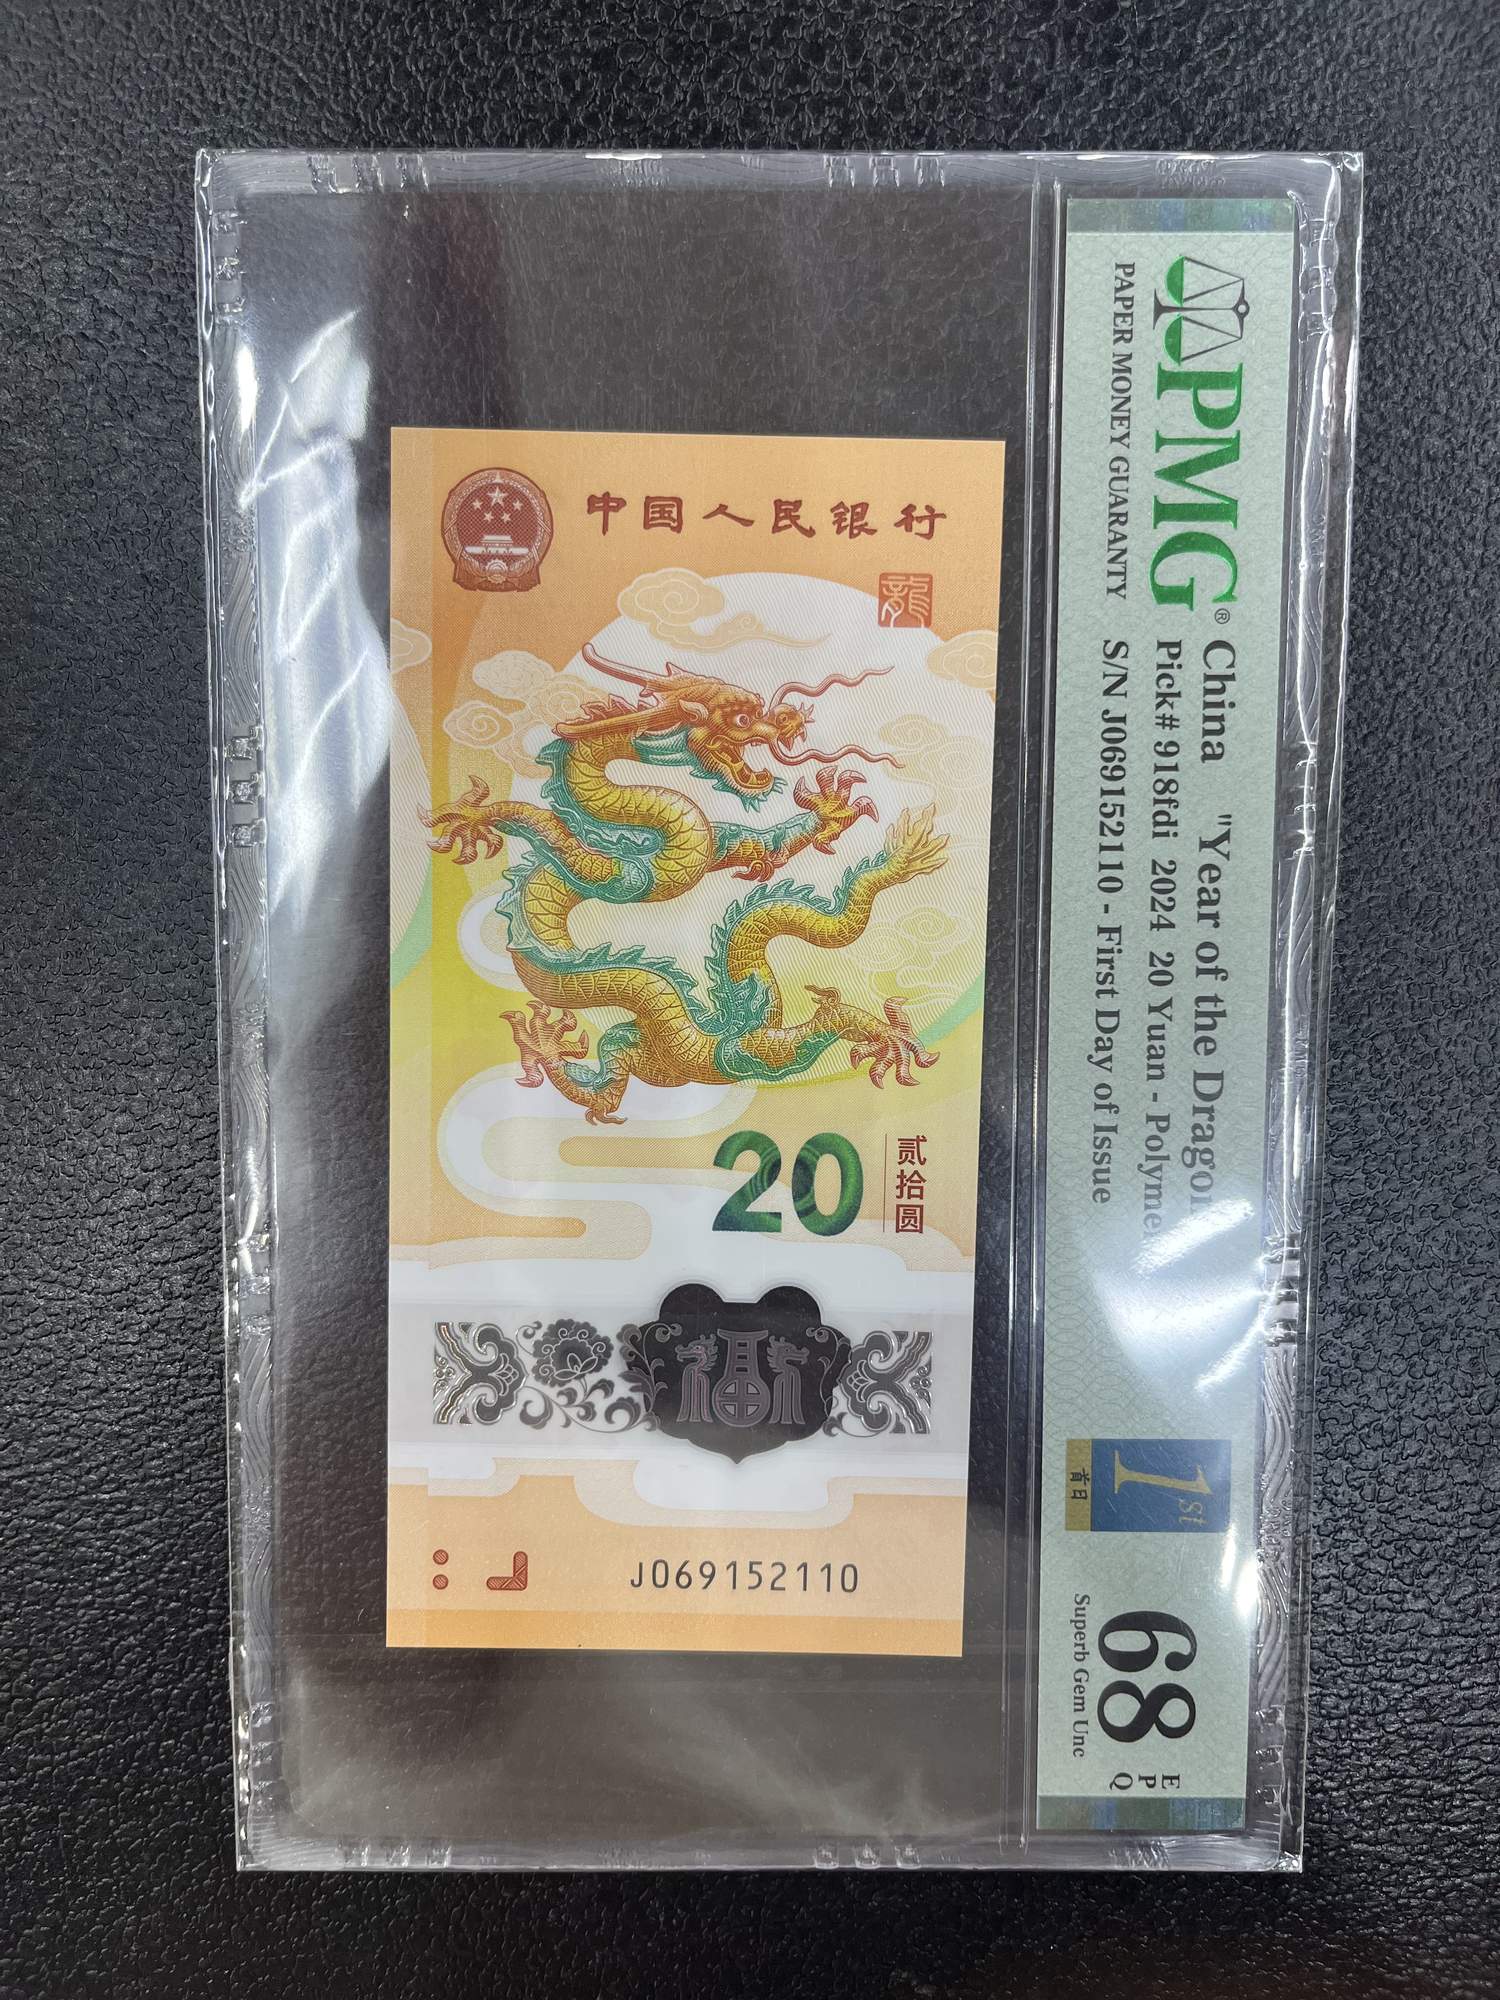 中国人民银行
龍
20
贰拾圆
福
J069152110
PMG®
PAPER MONEY GUARANTY
China "Year of the Dragon
Pick# 918fdi 2024 20 Yuan - Polyme
S/N J069152110 - First Day of Issue
1st
首日
68
EPQ
Superb Gem Unc